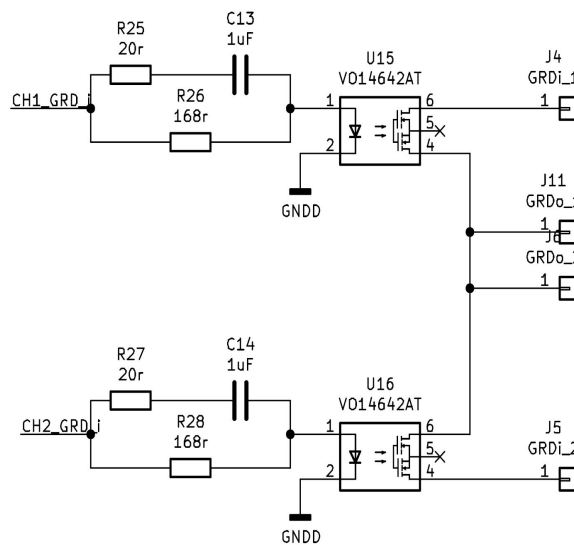 R25
20r
C13
1uF
CH1_GRD_i
R26
168r
U15
VO14642AT
1
2
6
5
4
GNDD
J4
GRDi_1
1
J11
GRDo_
1
J6
GRDo_
1
R27
20r
C14
1uF
CH2_GRD_i
R28
168r
U16
VO14642AT
1
2
6
5
4
GNDD
J5
GRDi_2
1